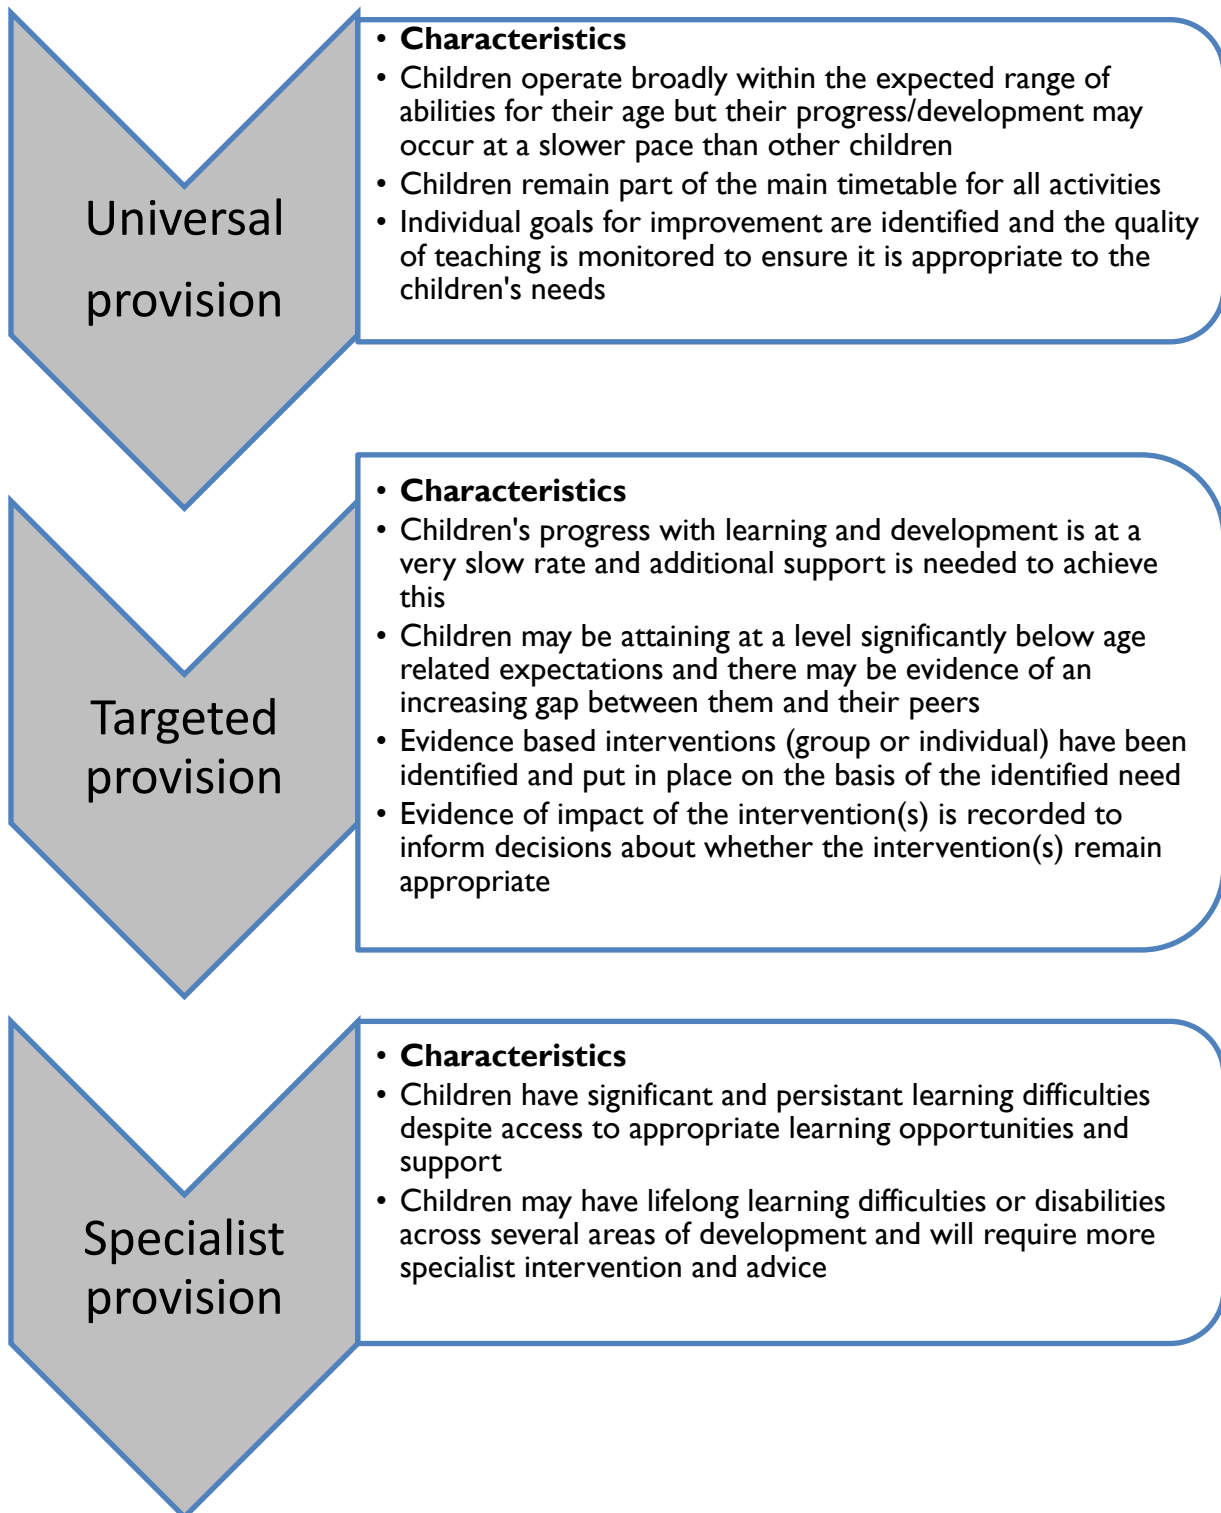 Universal
provision
• Characteristics
• Children operate broadly within the expected range of
abilities for their age but their progress/development may
occur at a slower pace than other children
• Children remain part of the main timetable for all activities
• Individual goals for improvement are identified and the quality
of teaching is monitored to ensure it is appropriate to the
children's needs
Targeted
provision
• Characteristics
• Children's progress with learning and development is at a
very slow rate and additional support is needed to achieve
this
• Children may be attaining at a level significantly below age
related expectations and there may be evidence of an
increasing gap between them and their peers
• Evidence based interventions (group or individual) have been
identified and put in place on the basis of the identified need
• Evidence of impact of the intervention(s) is recorded to
inform decisions about whether the intervention(s) remain
appropriate
Specialist
provision
• Characteristics
• Children have significant and persistant learning difficulties
despite access to appropriate learning opportunities and
support
• Children may have lifelong learning difficulties or disabilities
across several areas of development and will require more
specialist intervention and advice